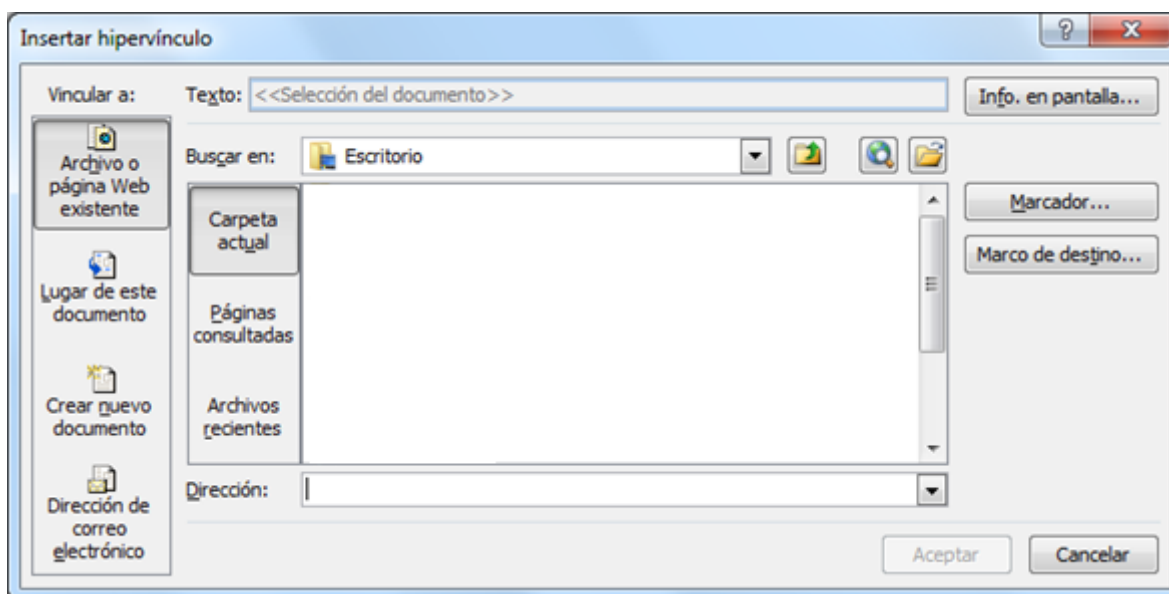 Insertar hipervínculo
Vincular a:
Texto: <<Selección del documento>>
Info. en pantalla...
Archivo o
página Web
existente
Buscar en:
Escritorio
Carpeta
actual
Marcador...
Marco de destino...
Lugar de este
documento
Páginas
consultadas
Crear nuevo
documento
Archivos
recientes
Dirección de
correo
electrónico
Dirección:
Aceptar
Cancelar